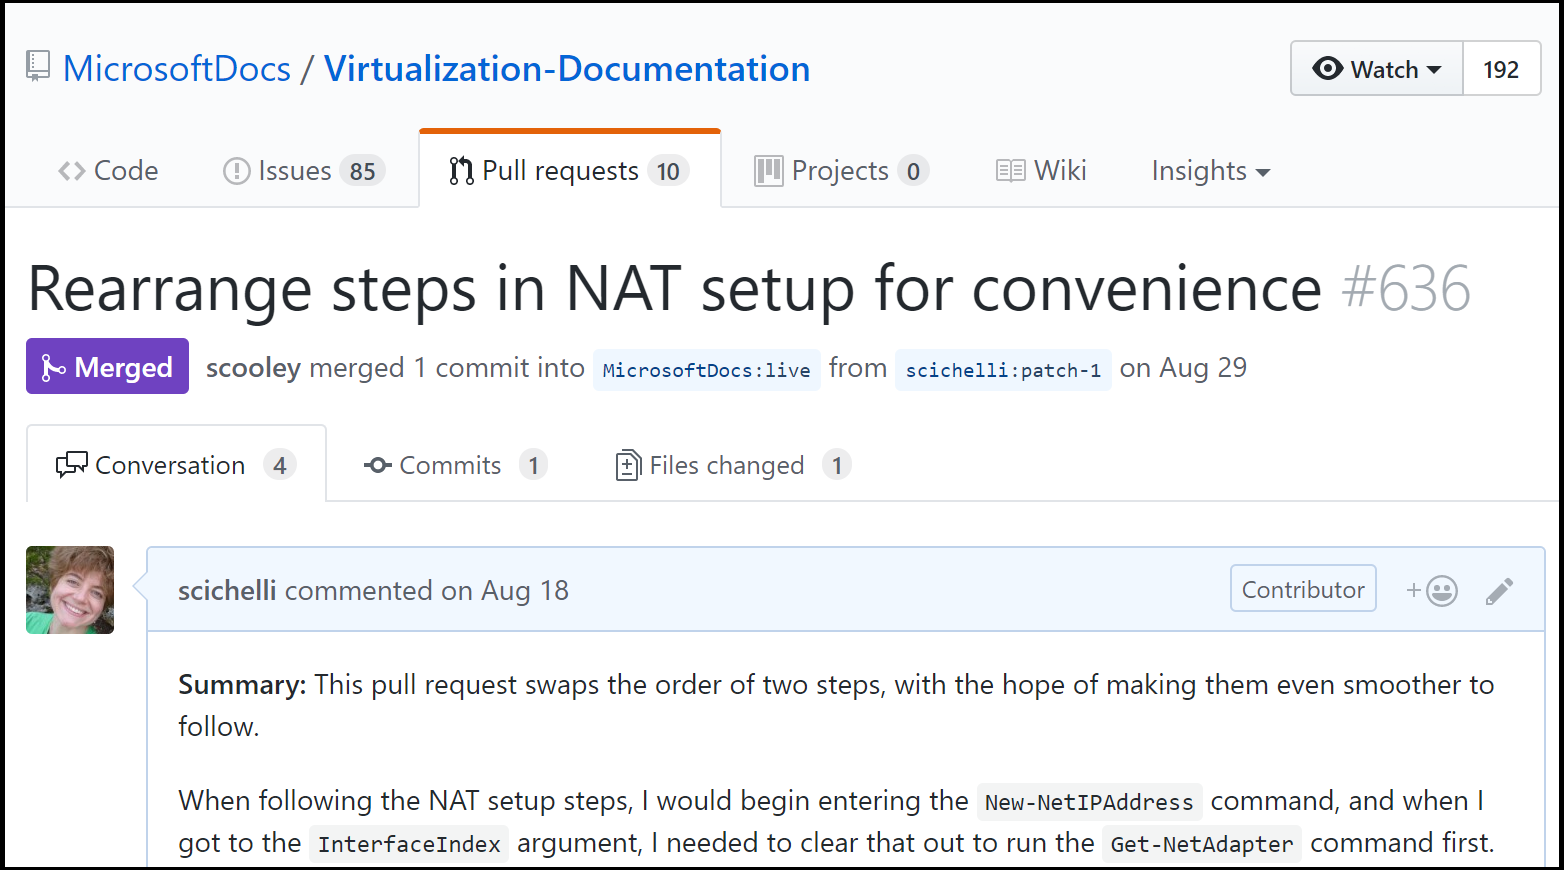 MicrosoftDocs / Virtualization-Documentation
Watch 192
Code Issues 85 Pull requests 10 Projects 0 Wiki Insights
Rearrange steps in NAT setup for convenience #636
Merged scooley merged 1 commit into MicrosoftDocs:live from scichelli:patch-1 on Aug 29
Conversation 4 Commits 1 Files changed 1
scichelli commented on Aug 18 Contributor +
Summary: This pull request swaps the order of two steps, with the hope of making them even smoother to
follow.
When following the NAT setup steps, I would begin entering the New-NetIPAddress command, and when I
got to the InterfaceIndex argument, I needed to clear that out to run the Get-NetAdapter command first.